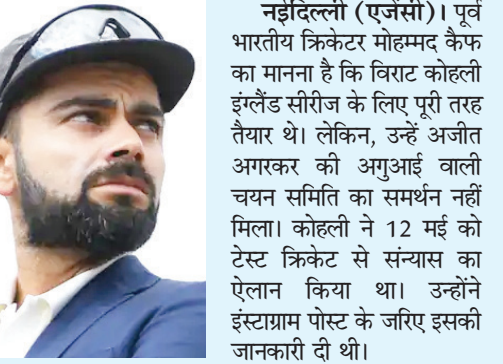 नईदिल्ली (एजेंसी)। पूर्व
भारतीय क्रिकेटर मोहम्मद कैफ
का मानना है कि विराट कोहली
इंग्लैंड सीरीज के लिए पूरी तरह
तैयार थे। लेकिन, उन्हें अजीत
अगरकर की अगुआई वाली
चयन समिति का समर्थन नहीं
मिला। कोहली ने 12 मई को
टेस्ट क्रिकेट से संन्यास का
ऐलान किया था। उन्होंने
इंस्टाग्राम पोस्ट के जरिए इसकी
जानकारी दी थी।